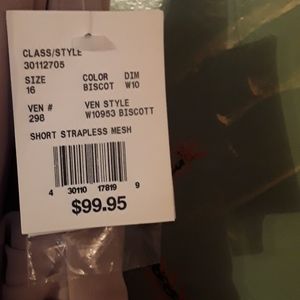 CLASS/STYLE
30112705
SIZE COLOR DIM
16 BISCOT W10
VEN # VEN STYLE
298 W10953 BISCOTT
SHORT STRAPLESS MESH
4 30110 17819 9
$99.95